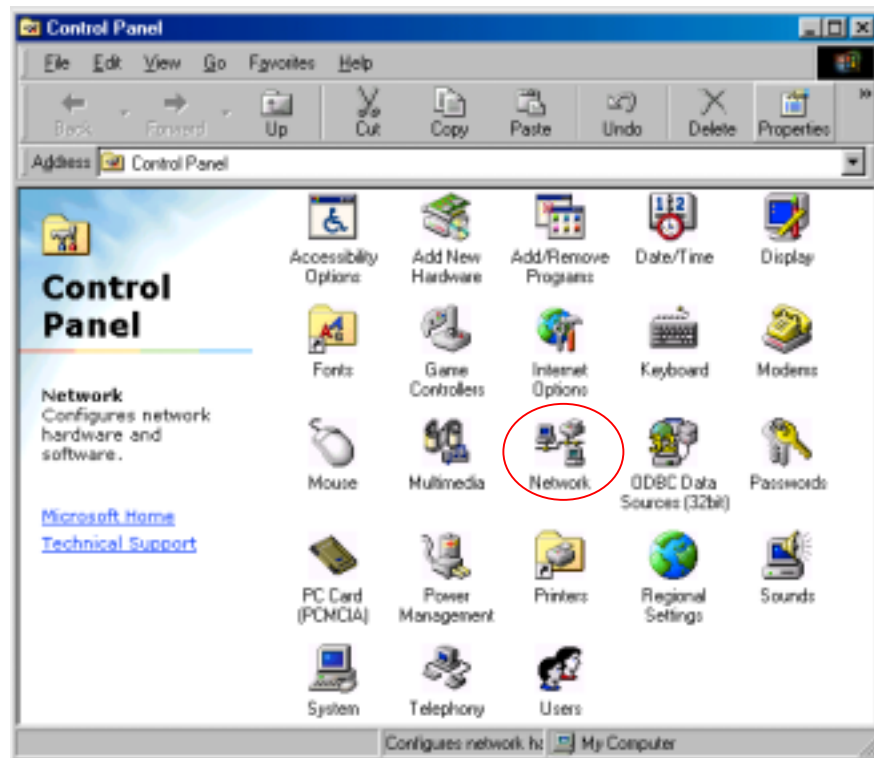 Control Panel
File Edit View Go Favorites Help
Back Forward Up Cut Copy Paste Undo Delete Properties »
Address Control Panel
Control
Panel
Network
Configures network
hardware and
software.
Microsoft Home
Technical Support
Accessibility
Options
Add New
Hardware
Add/Remove
Programs
Date/Time
Display
Fonts
Game
Controllers
Internet
Options
Keyboard
Modems
Mouse
Multimedia
Network
ODBC Data
Sources (32bit)
Passwords
PC Card
(PCMCIA)
Power
Management
Printers
Regional
Settings
Sounds
System
Telephony
Users
Configures network ha My Computer